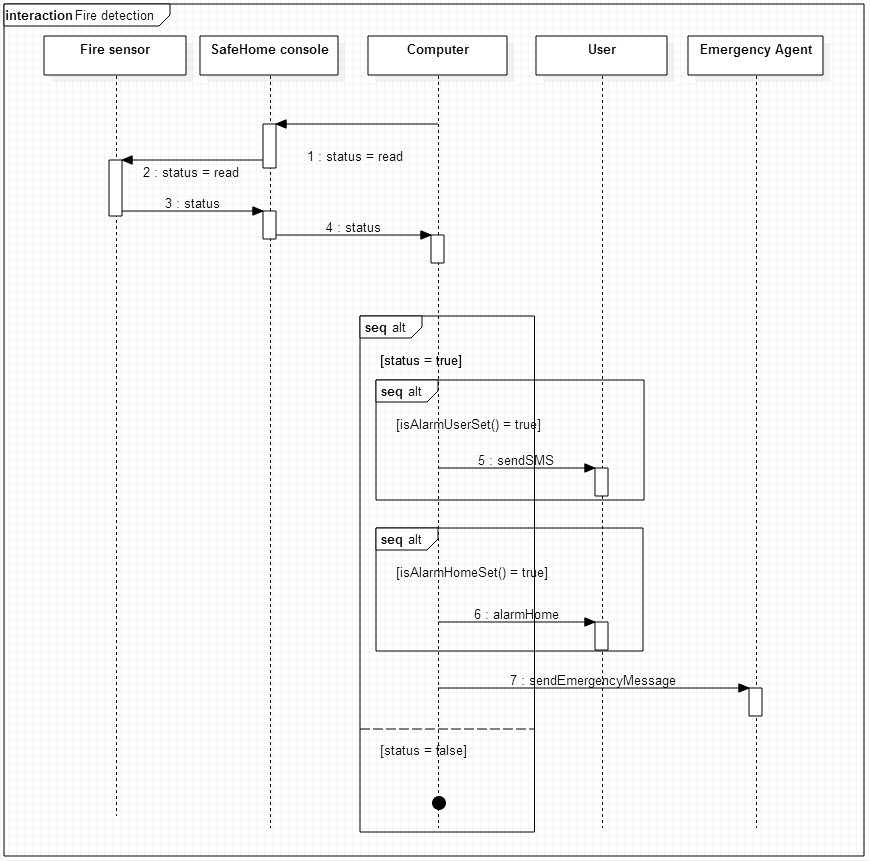 interaction Fire detection
Fire sensor
SafeHome console
Computer
User
Emergency Agent
1 : status = read
2 : status = read
3 : status
4 : status
seq alt
[status = true]
seq alt
[isAlarmUserSet() = true]
5 : sendSMS
seq alt
[isAlarmHomeSet() = true]
6 : alarmHome
7 : sendEmergencyMessage
[status = false]